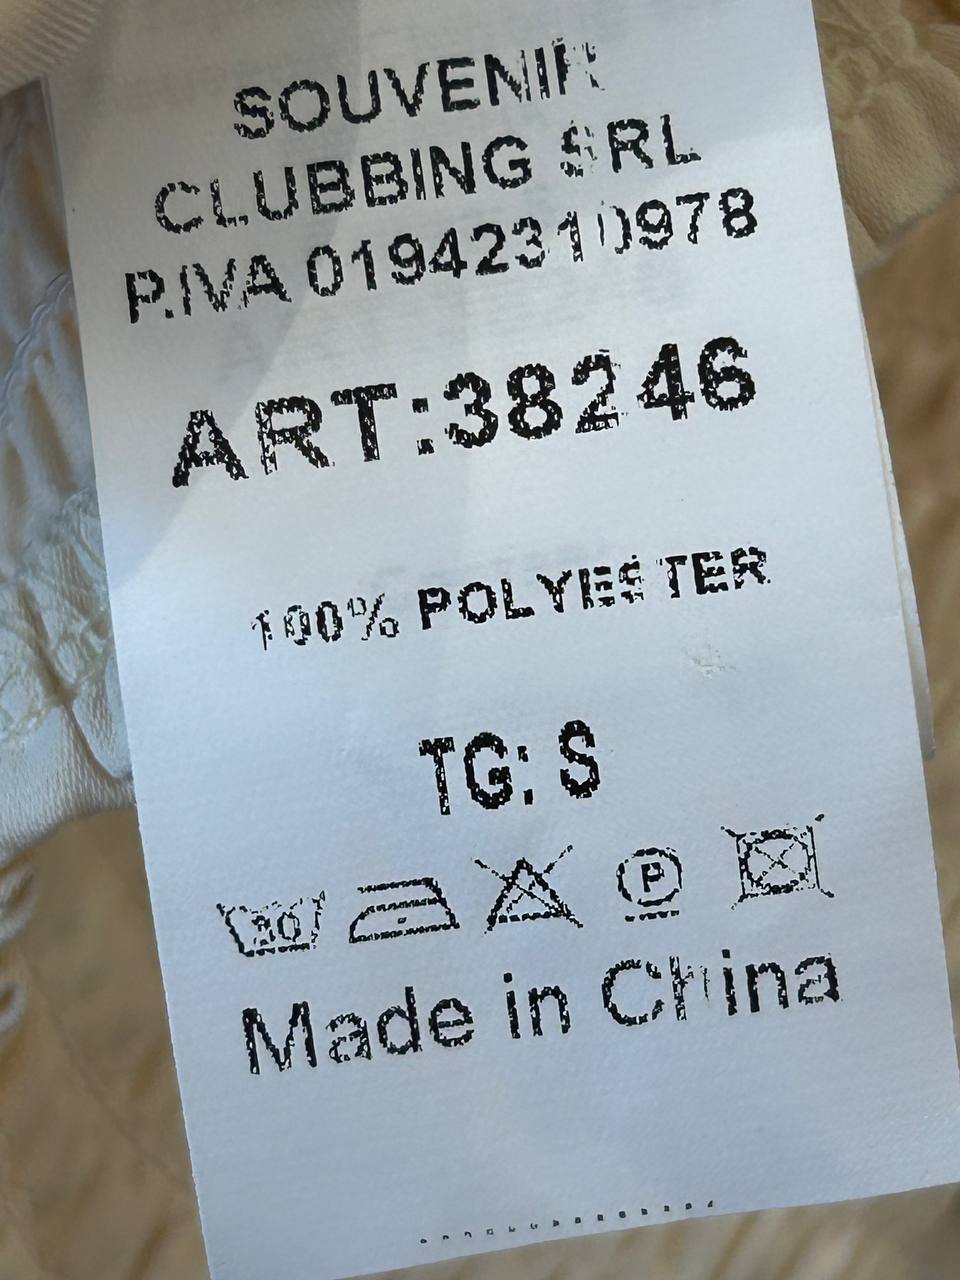 SOUVENIR
CLUBBING SRL
P.IVA 01942310978
ART:38246
100% POLYESTER
TG: S
30 P
Made in China